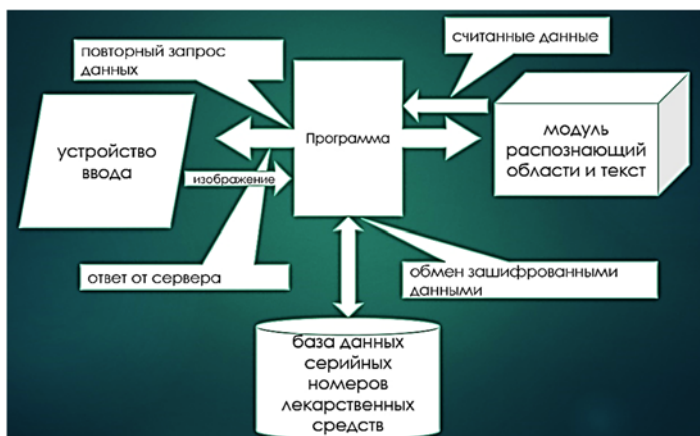 повторный запрос
данных
считанные данные
устройство
ввода
Программа
модуль
распознающий
области и текст
изображение
ответ от сервера
обмен зашифрованными
данными
база данных
серийных
номеров
лекарственных
средств